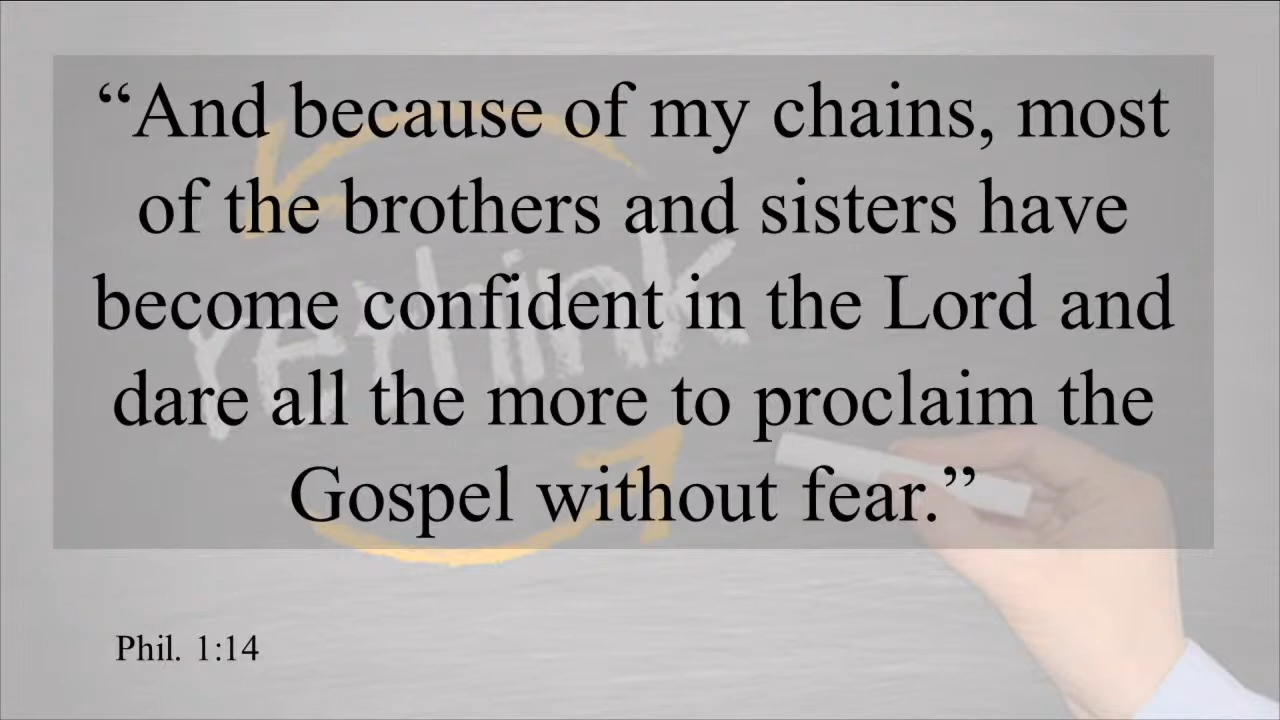 “And because of my chains, most
of the brothers and sisters have
become confident in the Lord and
dare all the more to proclaim the
Gospel without fear.”
rethink
Phil. 1:14